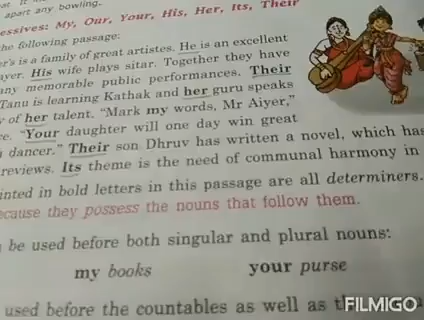 apart any bowling.
essives: My, Our, Your, His, Her, Its, Their
the following passage:
er's is a family of great artists. He is an excellent
ayer. His wife plays sitar. Together they have
any memorable public performances. Their
Tanu is learning Kathak and her guru speaks
y of her talent. "Mark my words, Mr Aiyer,"
e. "Your daughter will one day win great
dancer." Their son Dhruv has written a novel, which has
reviews. Its theme is the need of communal harmony in
inted in bold letters in this passage are all determiners.
ecause they possess the nouns that follow them.
be used before both singular and plural nouns:
my books your purse
used before the countables as well as
FILMIGO